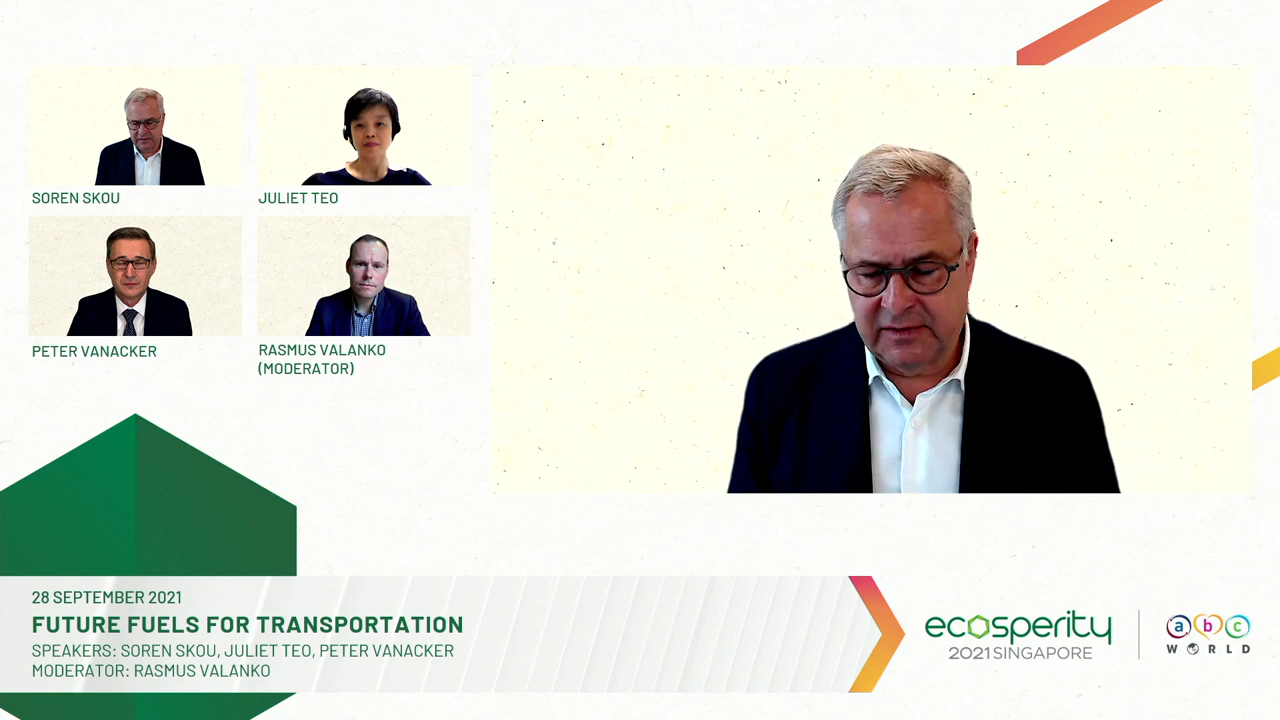 SOREN SKOU
JULIET TEO
PETER VANACKER
RASMUS VALANKO
(MODERATOR)
28 SEPTEMBER 2021
FUTURE FUELS FOR TRANSPORTATION
SPEAKERS: SOREN SKOU, JULIET TEO, PETER VANACKER
MODERATOR: RASMUS VALANKO
ecosperity
2021 SINGAPORE
abc
WORLD